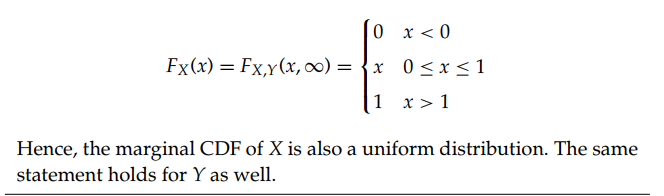 0 x < 0
F_X(x) = F_{X,Y}(x, ∞) = { x 0 ≤ x ≤ 1
1 x > 1
Hence, the marginal CDF of X is also a uniform distribution. The same
statement holds for Y as well.